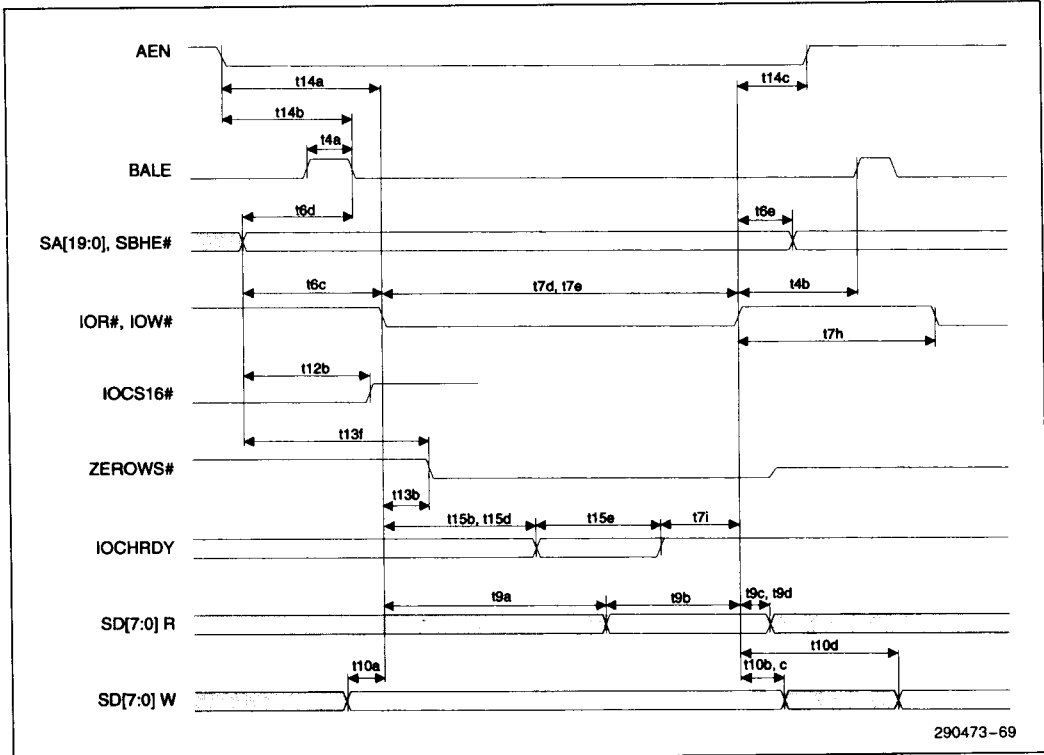 AEN
t14a
t14c
t14b
t4a
BALE
t6d
t6e
SA[19:0], SBHE#
t6c
t7d, t7e
t4b
IOR#, IOW#
t7h
t12b
IOCS16#
t13f
ZEROWS#
t13b
t15b, t15d
t15e
t7i
IOCHRDY
t9a
t9b
t9c, t9d
SD[7:0] R
t10d
t10a
t10b, c
SD[7:0] W
290473–69